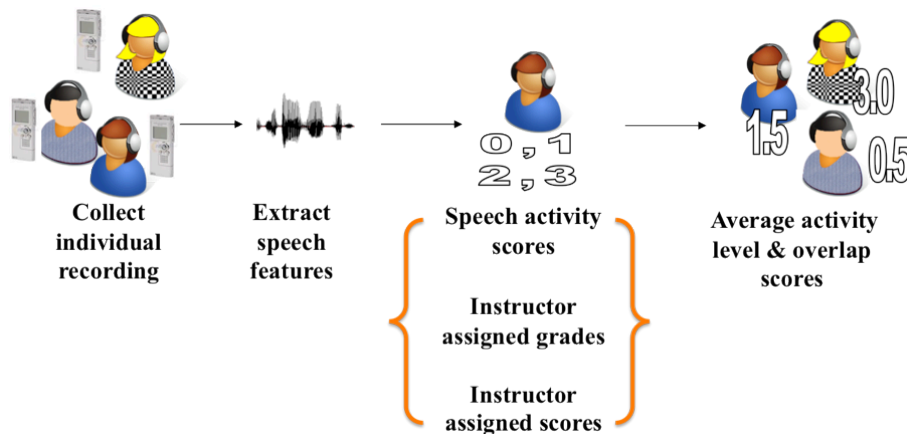 0 , 1
2 , 3
3.0
1.5
0.5
Collect
individual
recording
Extract
speech
features
Speech activity
scores
Instructor
assigned grades
Instructor
assigned scores
Average activity
level & overlap
scores